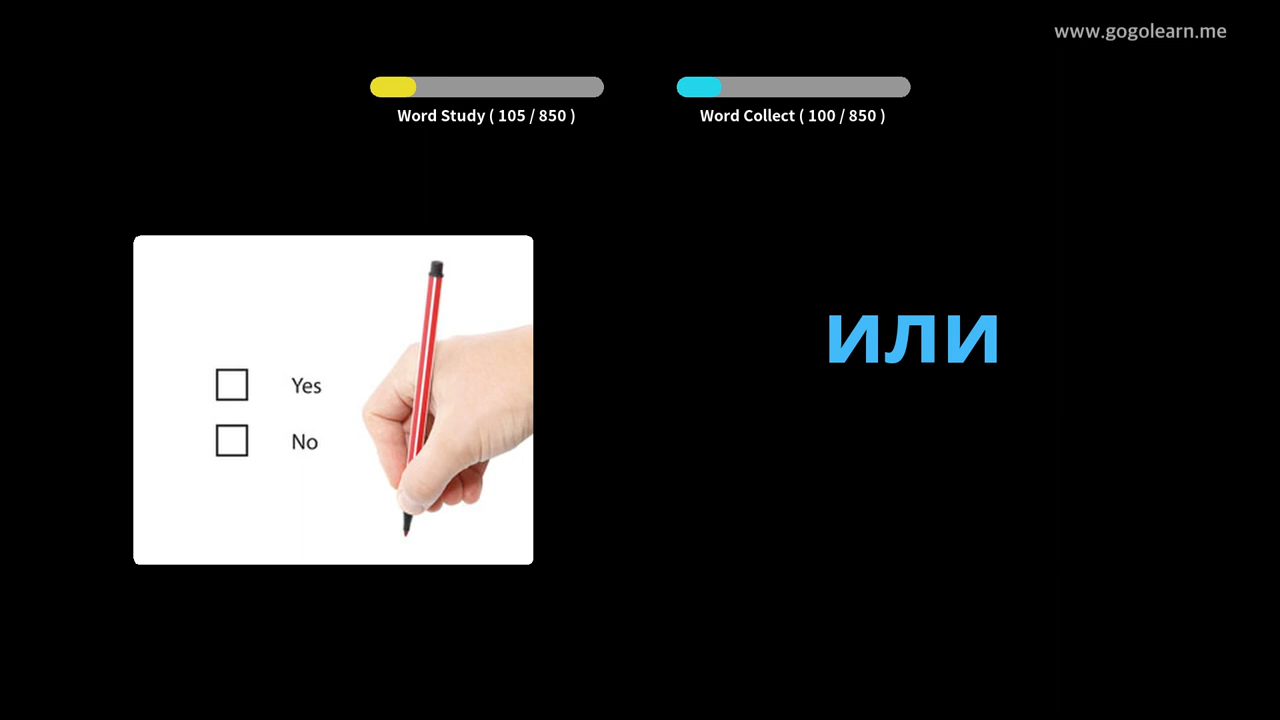 www.gogolearn.me
Word Study ( 105 / 850 )
Word Collect ( 100 / 850 )
Yes
No
или